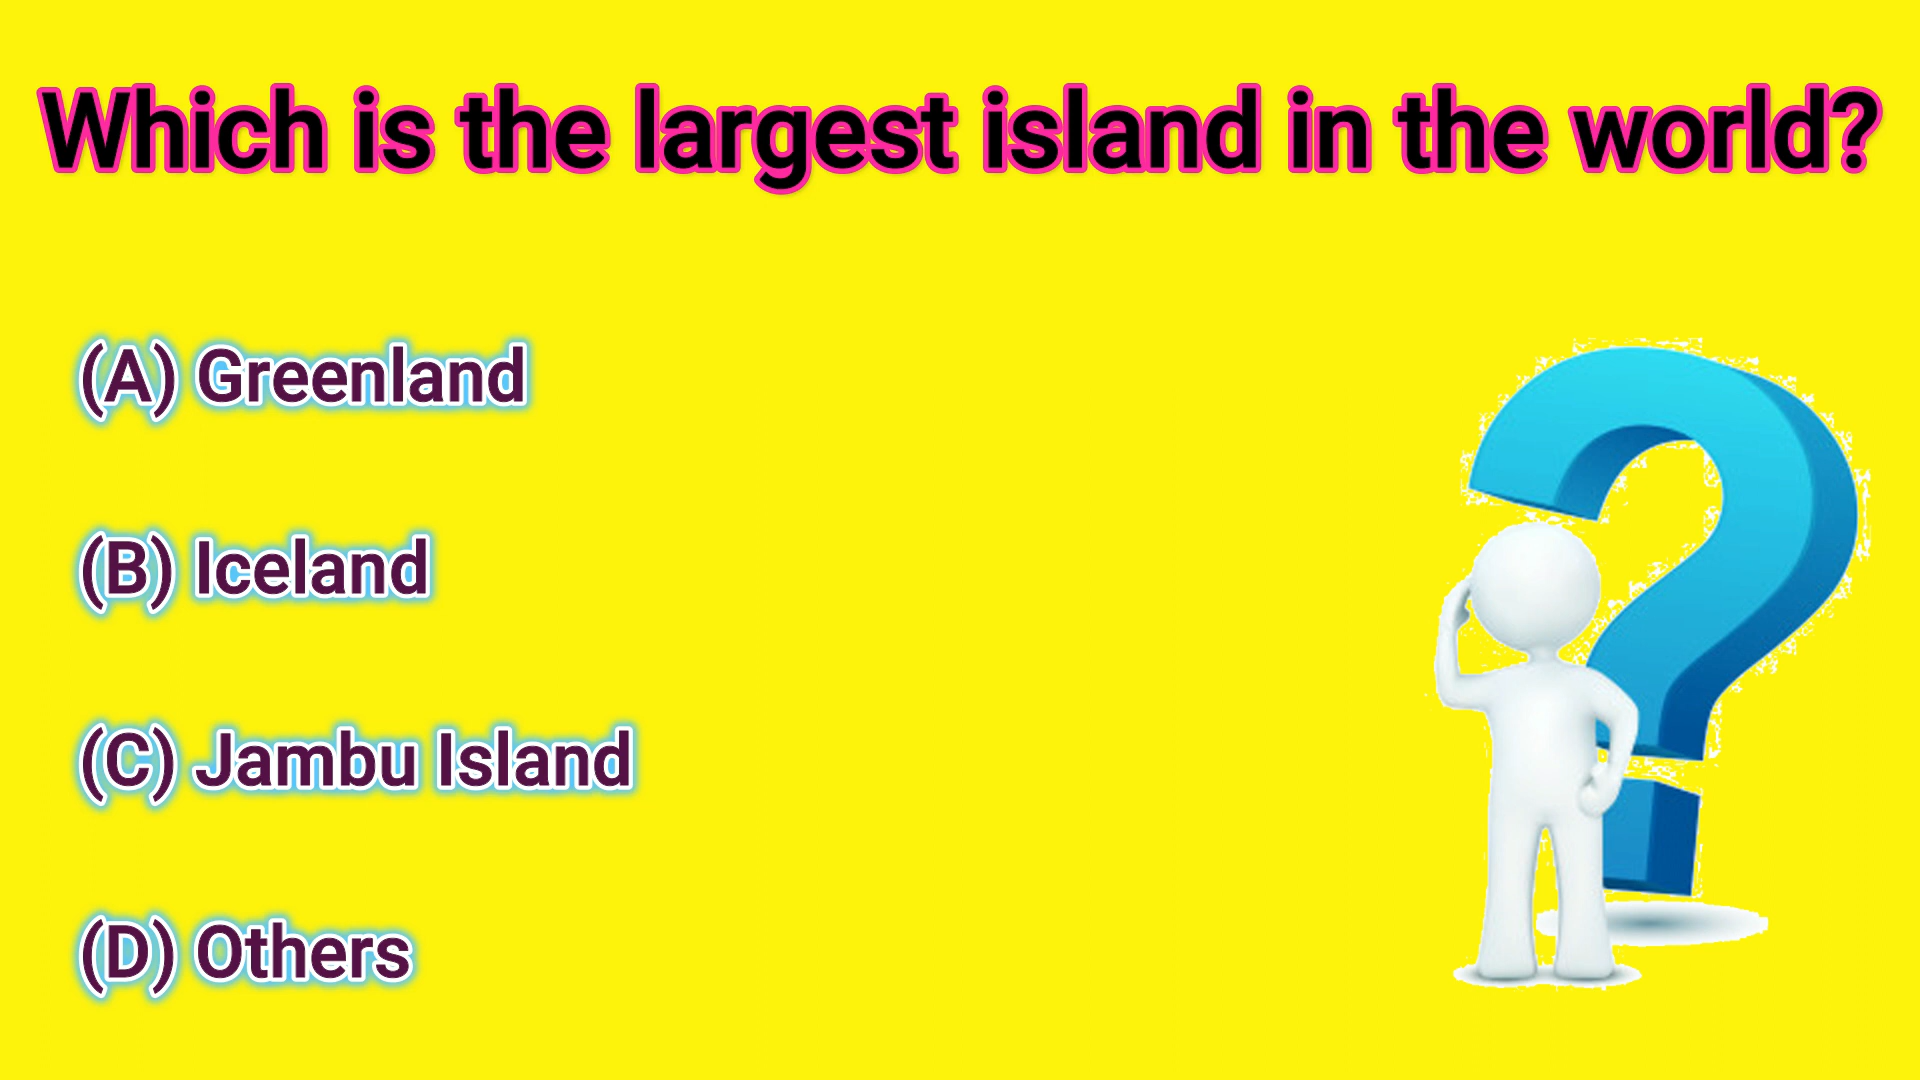 Which is the largest island in the world?
(A) Greenland
(B) Iceland
(C) Jambu Island
(D) Others